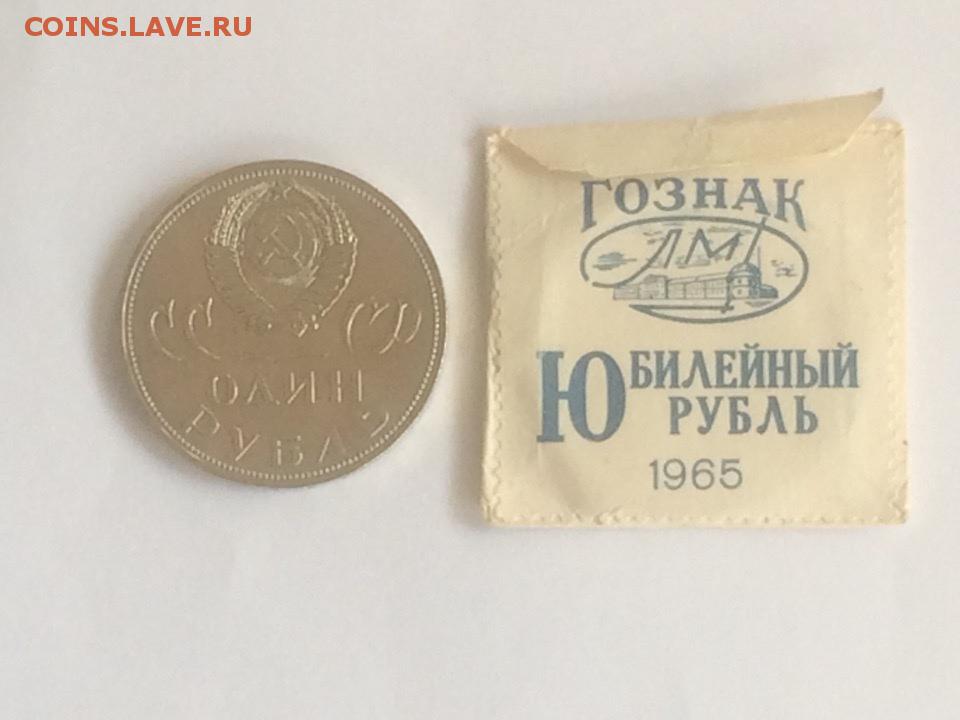 COINS.LAVE.RU
СССР
ОДИН
РУБЛЬ
ГОЗНАК
ЛМД
ЮБИЛЕЙНЫЙ
РУБЛЬ
1965